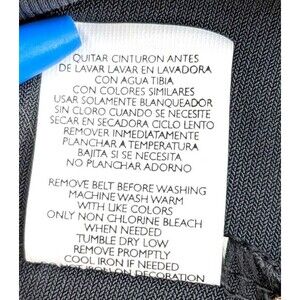 QUITAR CINTURON ANTES
DE LAVAR LAVAR EN LAVADORA
CON AGUA TIBIA
CON COLORES SIMILARES
USAR SOLAMENTE BLANQUEADOR
SIN CLORO CUANDO SE NECESITE
SECAR EN SECADORA CICLO LENTO
REMOVER INMEDIATAMENTE
PLANCHAR A TEMPERATURA
BAJITA SI SE NECESITA
NO PLANCHAR ADORNO
REMOVE BELT BEFORE WASHING
MACHINE WASH WARM
WITH LIKE COLORS
ONLY NON CHLORINE BLEACH
WHEN NEEDED
TUMBLE DRY LOW
REMOVE PROMPTLY
COOL IRON IF NEEDED
IRON ON DECORATION